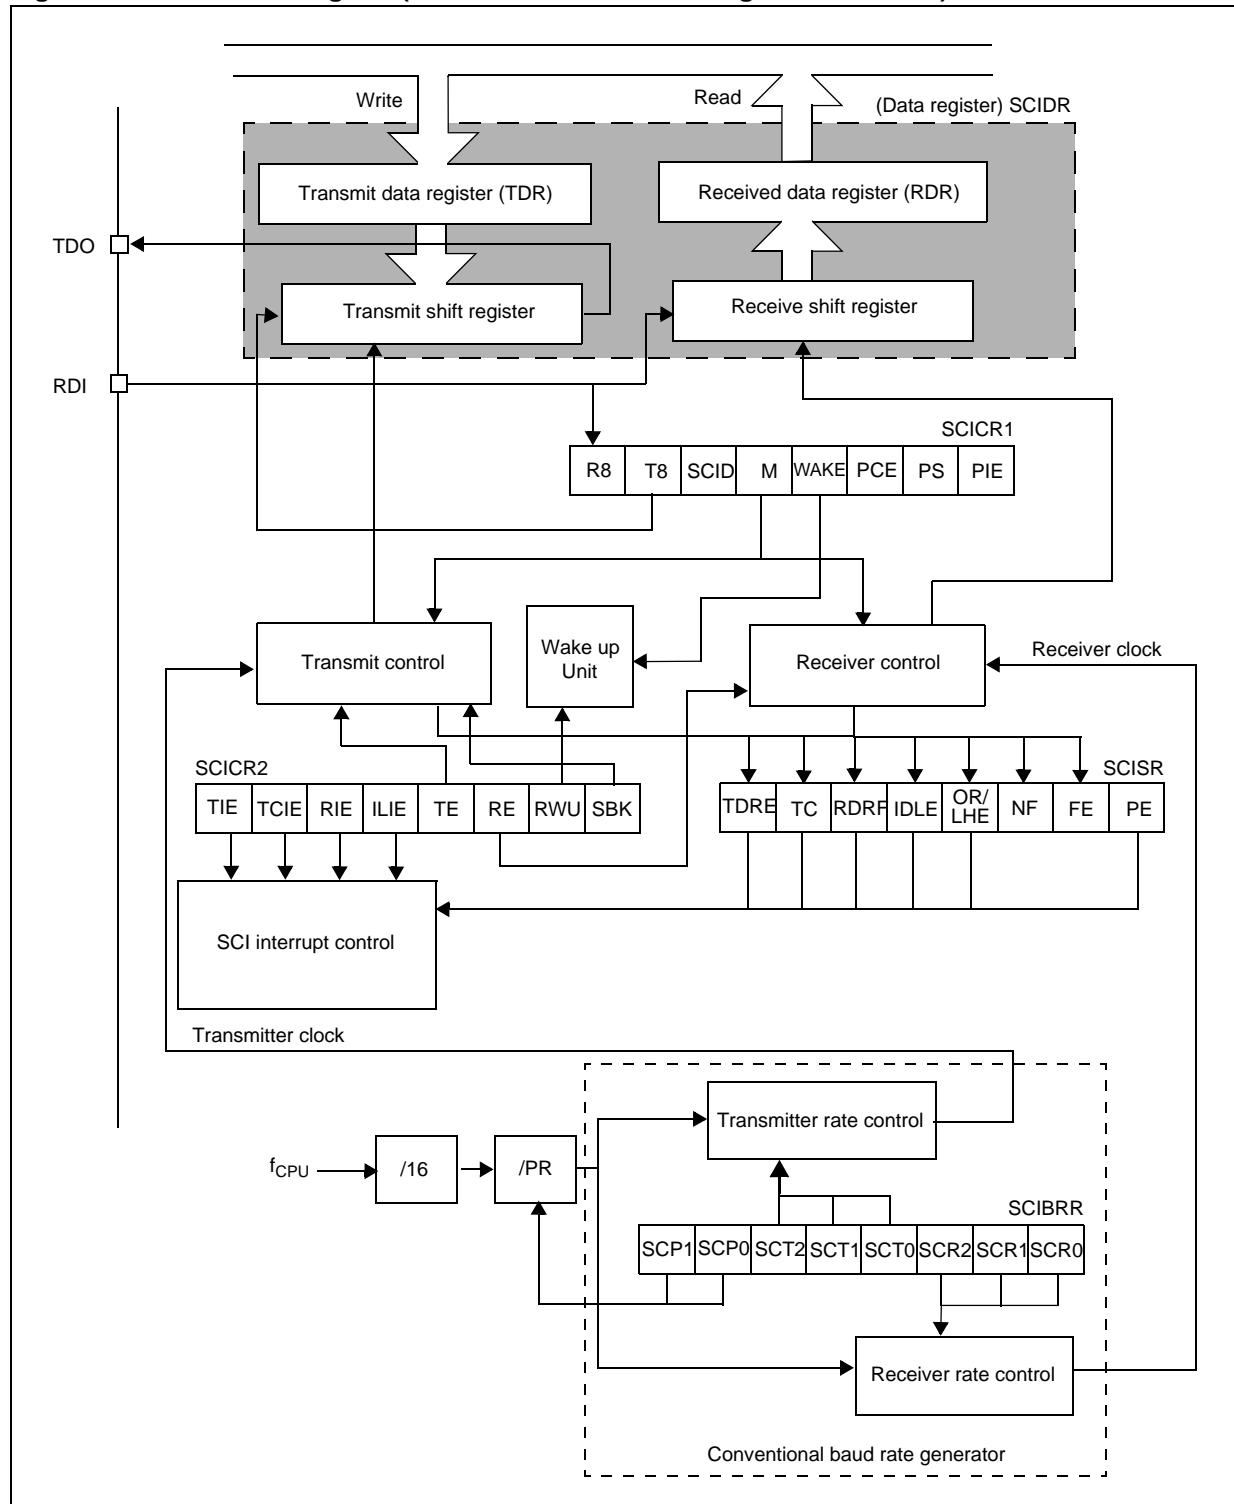 Write
Read
(Data register) SCIDR
Transmit data register (TDR)
Received data register (RDR)
TDO
Transmit shift register
Receive shift register
RDI
SCICR1
R8 T8 SCID M WAKE PCE PS PIE
Transmit control
Wake up
Unit
Receiver control
Receiver clock
SCICR2
SCISR
TIE TCIE RIE ILIE TE RE RWU SBK
TDRE TC RDRF IDLE OR/
LHE NF FE PE
SCI interrupt control
Transmitter clock
Transmitter rate control
fCPU
/16
/PR
SCIBRR
SCP1 SCP0 SCT2 SCT1 SCT0 SCR2 SCR1 SCR0
Receiver rate control
Conventional baud rate generator